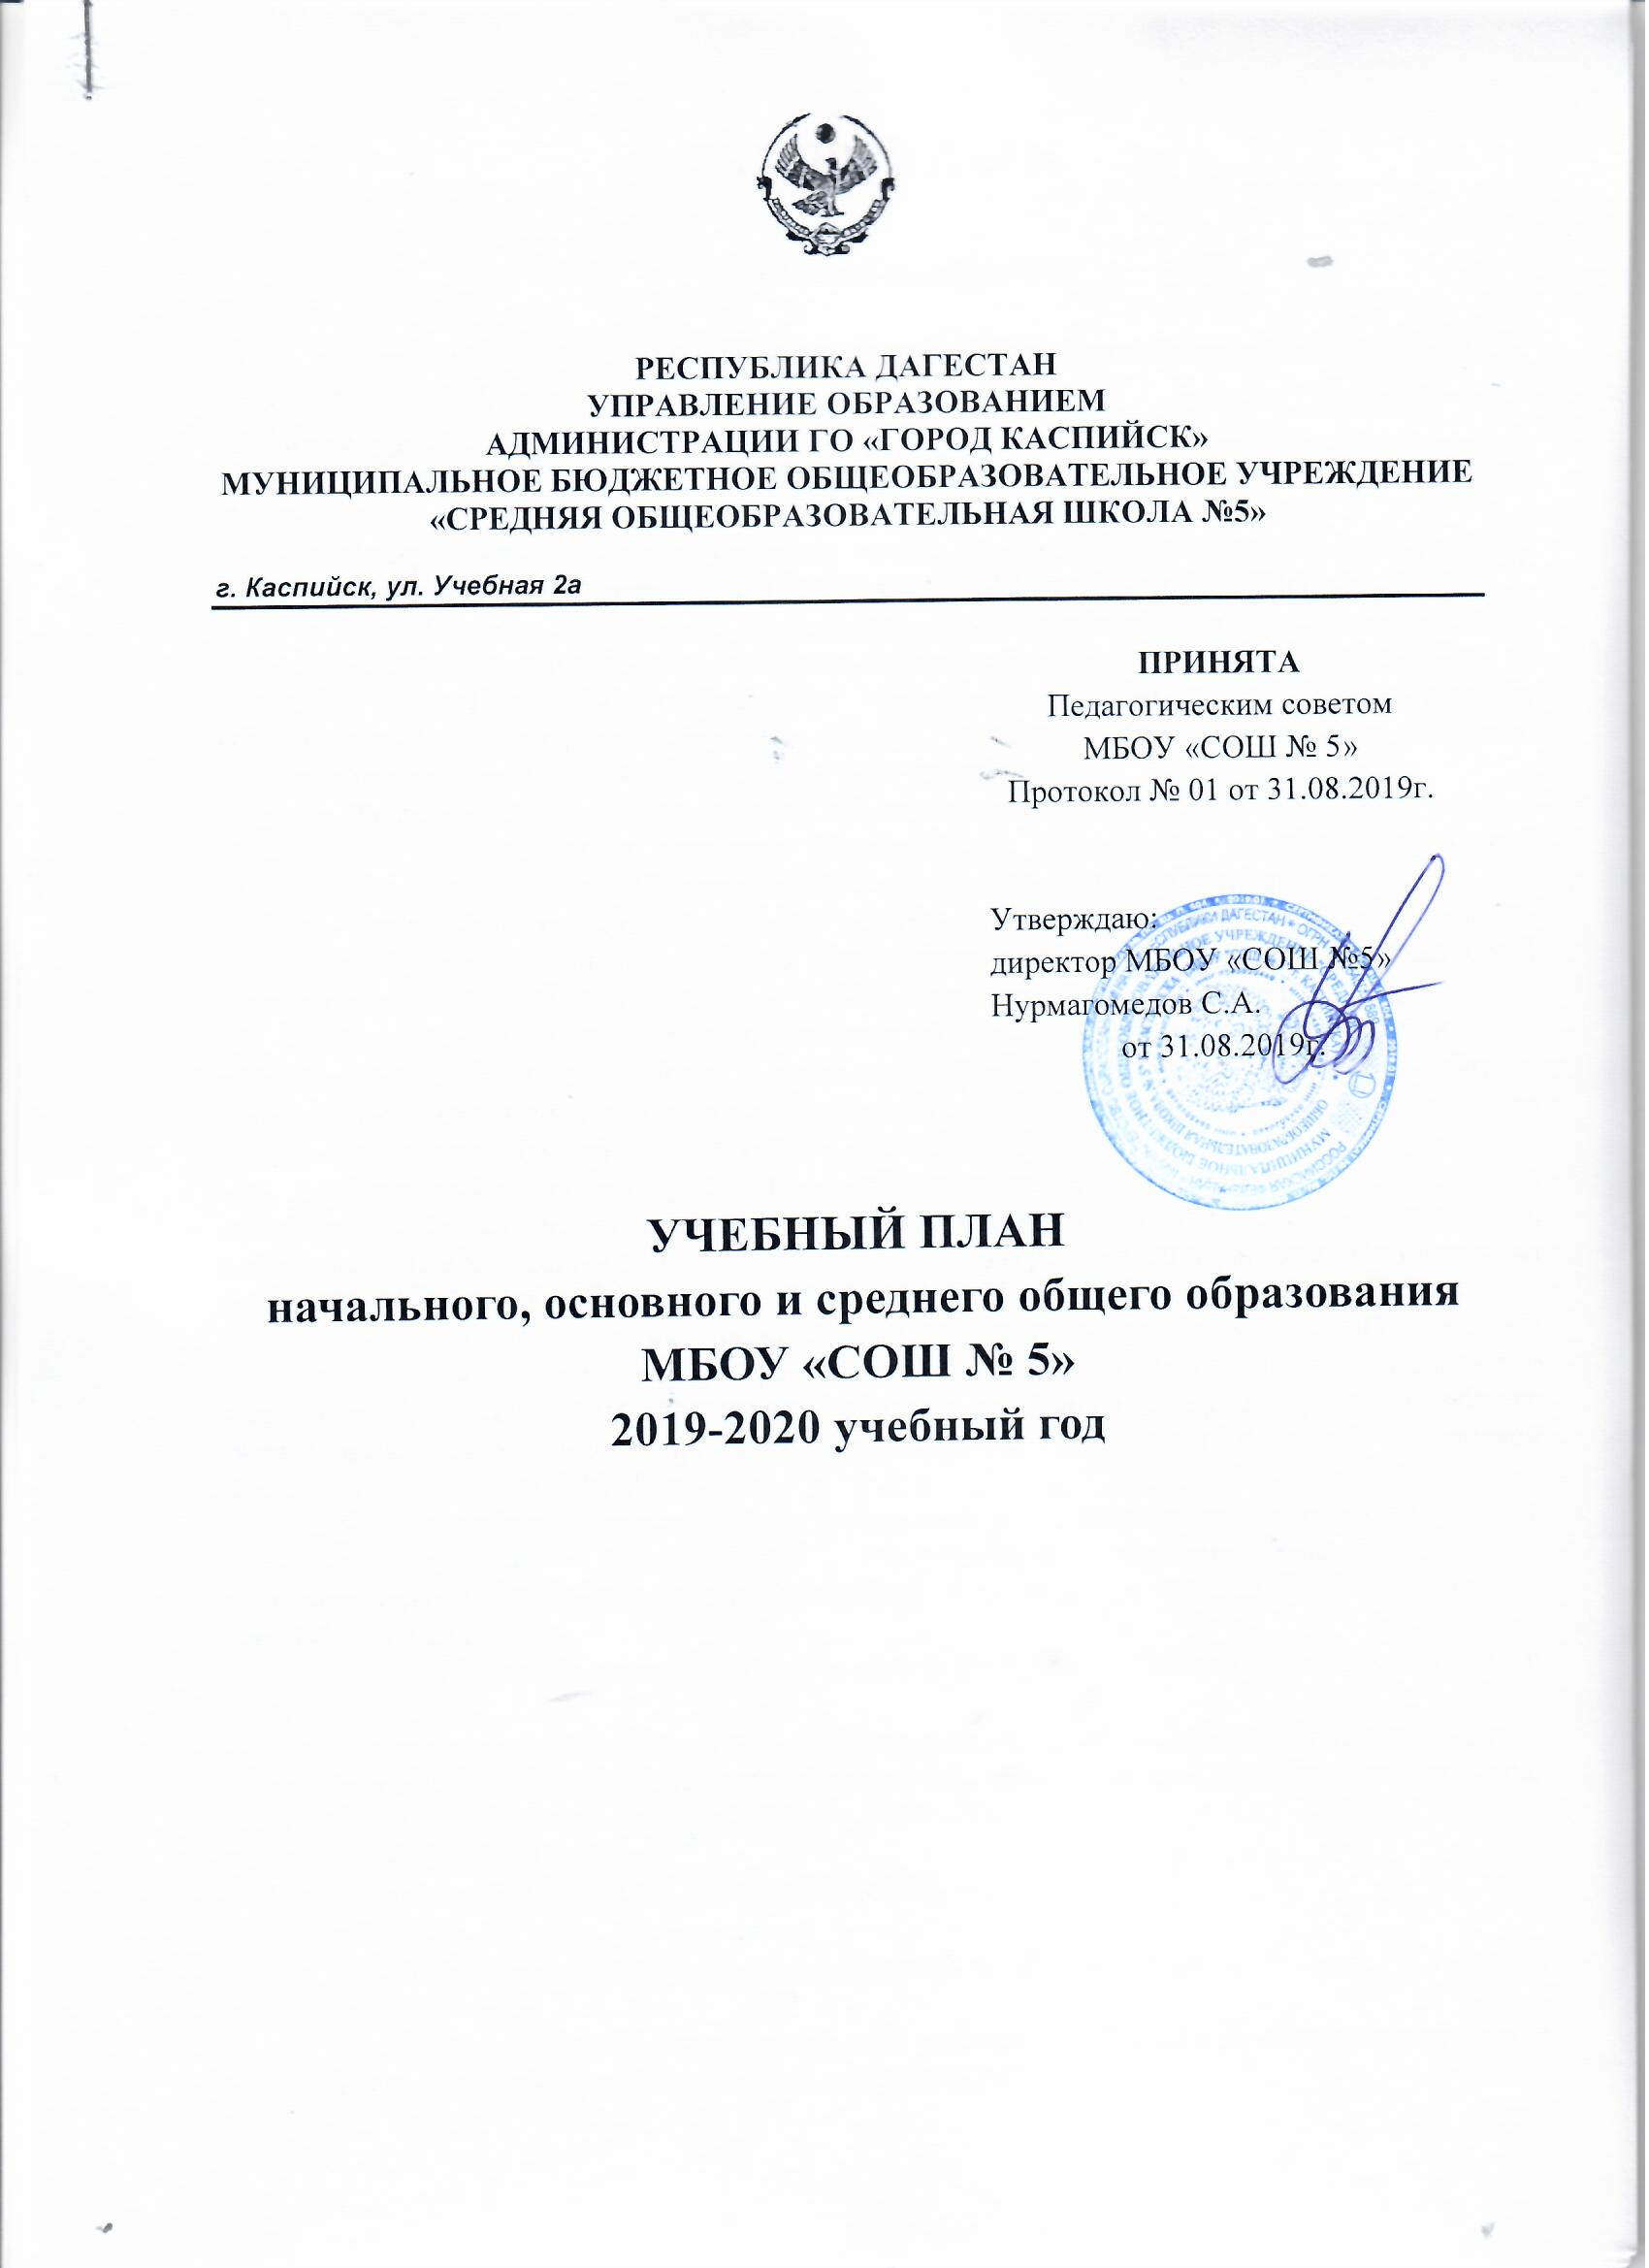 РЕСПУБЛИКА ДАГЕСТАН
УПРАВЛЕНИЕ ОБРАЗОВАНИЕМ
АДМИНИСТРАЦИИ ГО «ГОРОД КАСПИЙСК»
МУНИЦИПАЛЬНОЕ БЮДЖЕТНОЕ ОБЩЕОБРАЗОВАТЕЛЬНОЕ УЧРЕЖДЕНИЕ
«СРЕДНЯЯ ОБЩЕОБРАЗОВАТЕЛЬНАЯ ШКОЛА №5»
г. Каспийск, ул. Учебная 2а
ПРИНЯТА
Педагогическим советом
МБОУ «СОШ № 5»
Протокол № 01 от 31.08.2019г.
Утверждаю:
директор МБОУ «СОШ №5»
Нурмагомедов С.А.
от 31.08.2019г.
УЧЕБНЫЙ ПЛАН
начального, основного и среднего общего образования
МБОУ «СОШ № 5»
2019-2020 учебный год